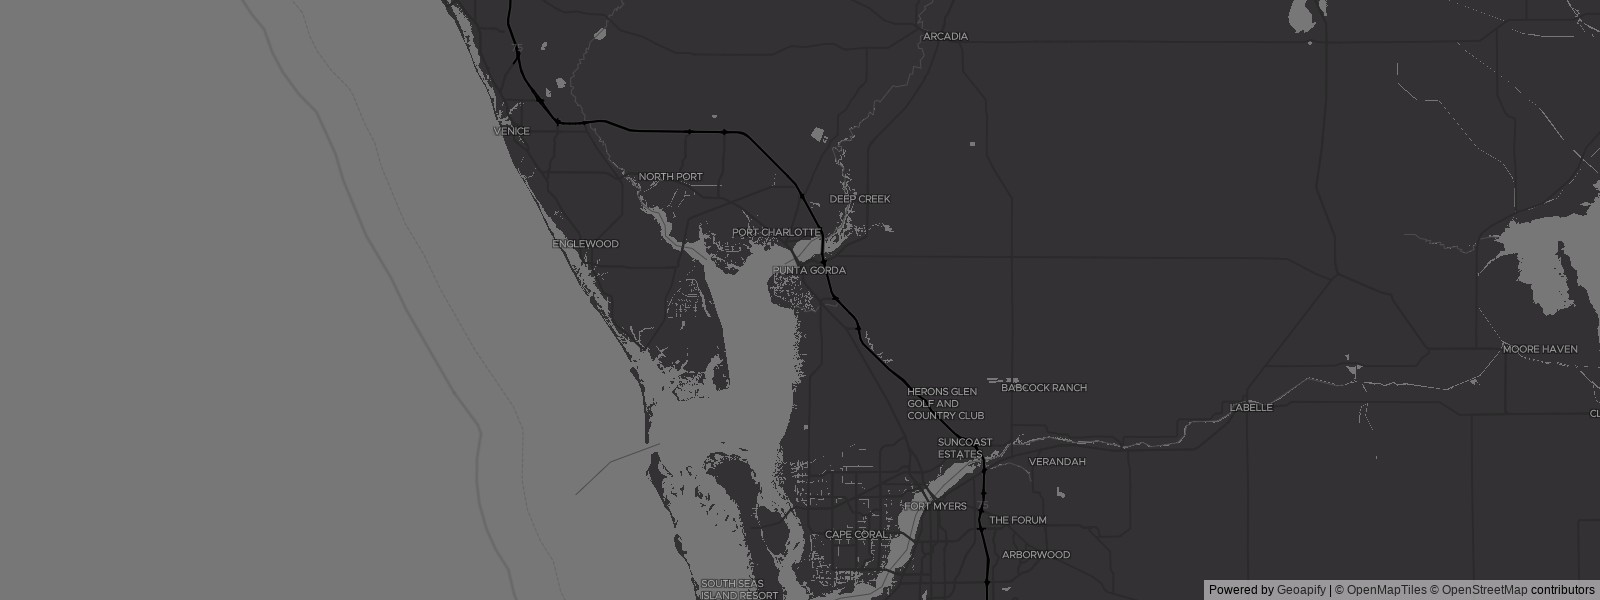 ARCADIA
75
VENICE
NORTH PORT
DEEP CREEK
PORT CHARLOTTE
ENGLEWOOD
PUNTA GORDA
MOORE HAVEN
HERONS GLEN
GOLF AND
COUNTRY CLUB
BABCOCK RANCH
LABELLE
CL
SUNCOAST
ESTATES
VERANDAH
FORT MYERS
75
THE FORUM
CAPE CORAL
ARBORWOOD
SOUTH SEAS
ISLAND RESORT
Powered by Geoapify | © OpenMapTiles © OpenStreetMap contributors